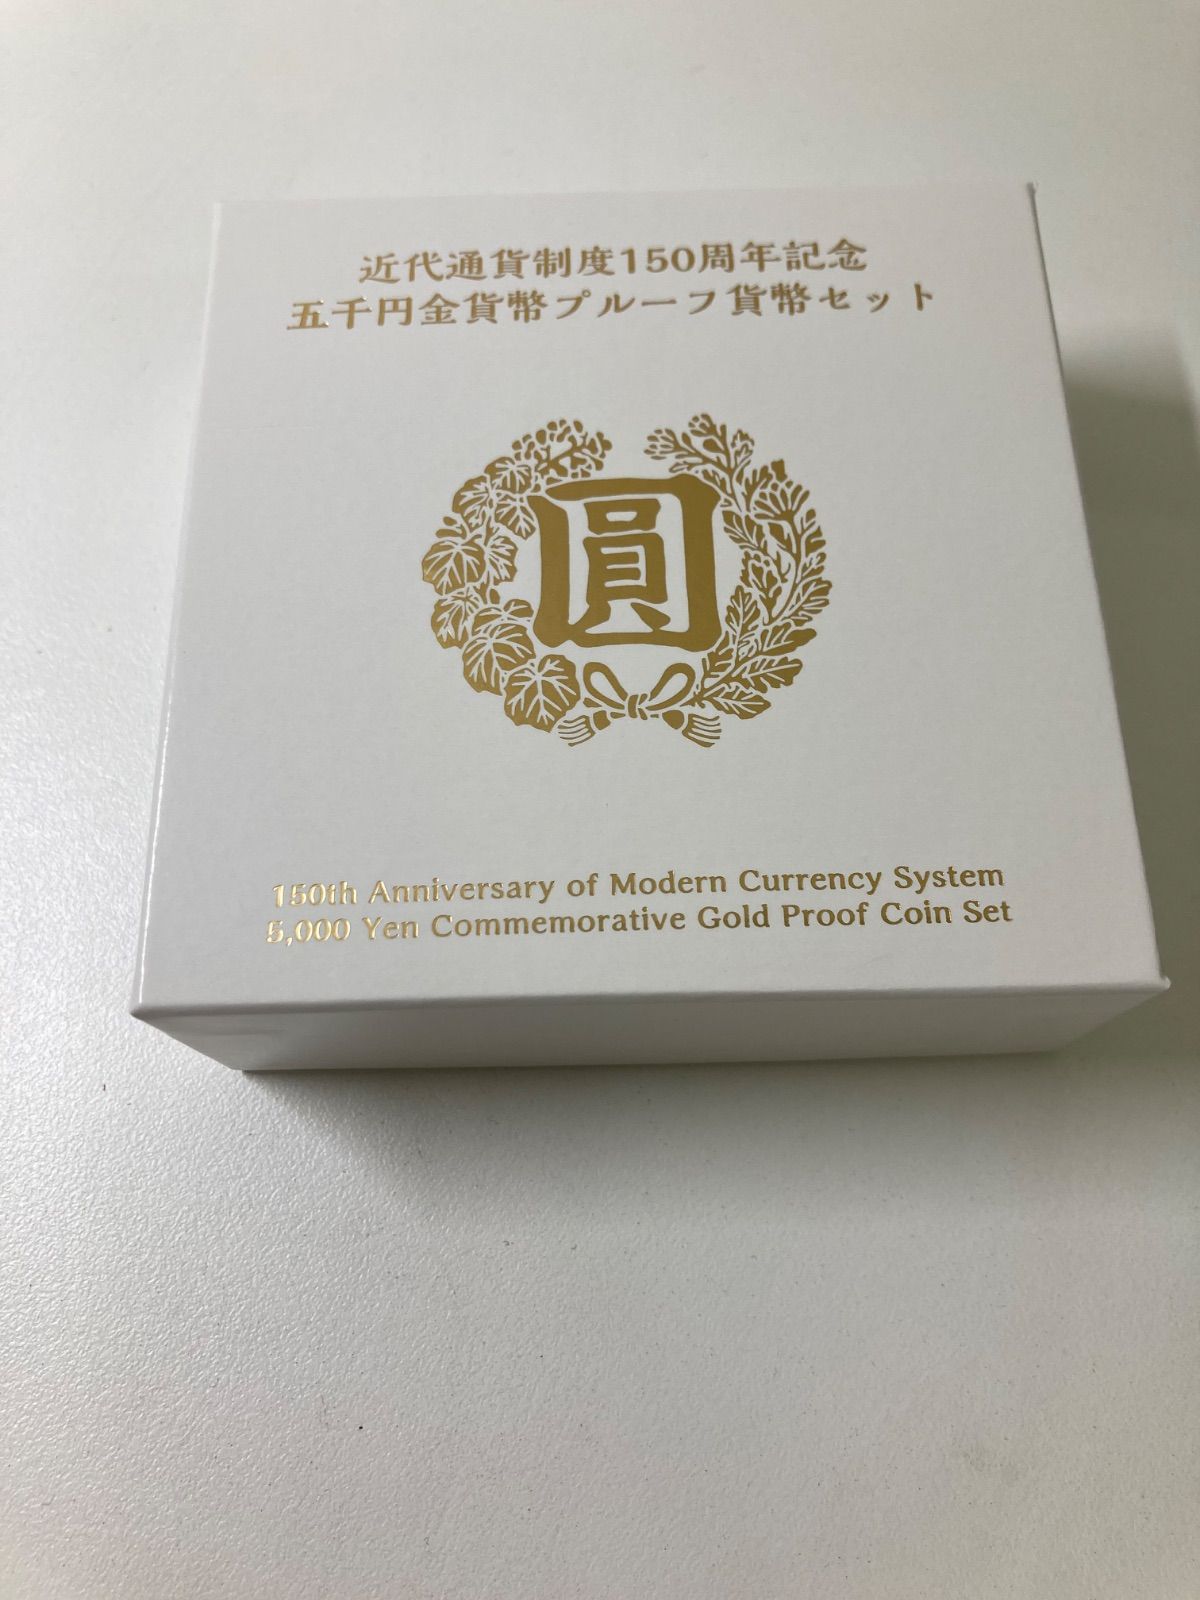 近代通貨制度150周年記念
五千円金貨幣プルーフ貨幣セット
圓
150th Anniversary of Modern Currency System
5,000 Yen Commemorative Gold Proof Coin Set